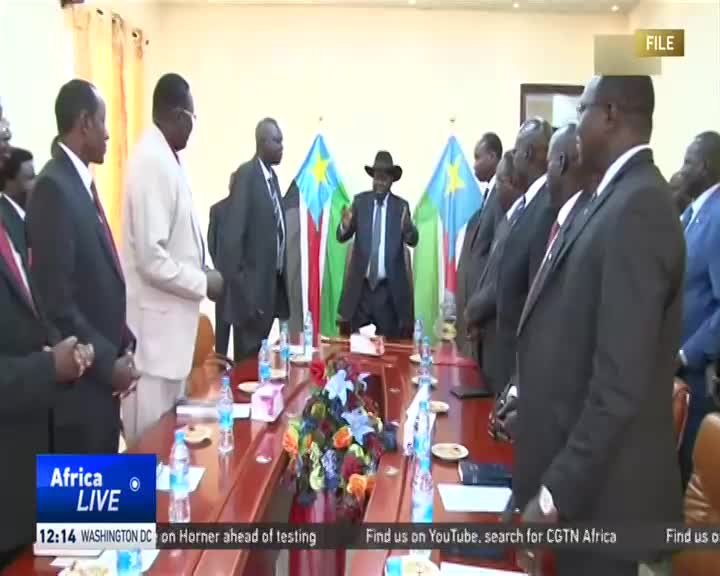 FILE
Africa
LIVE
12:14 WASHINGTON DC
on Horner ahead of testing Find us on YouTube, search for CGTN Africa Find us o